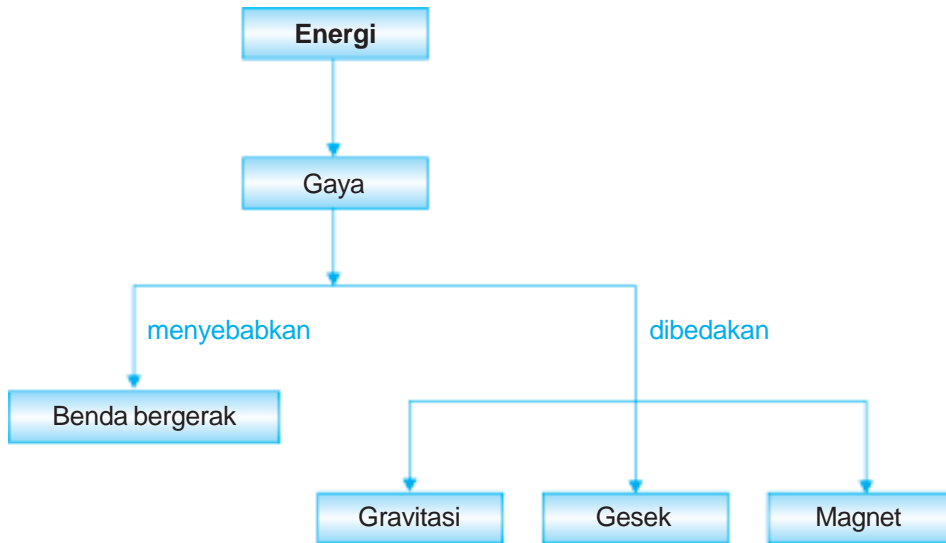 Energi
Gaya
menyebabkan
dibedakan
Benda bergerak
Gravitasi
Gesek
Magnet